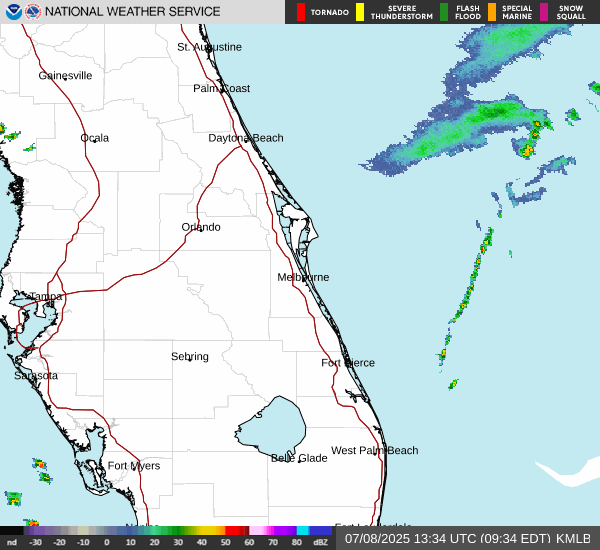 NATIONAL WEATHER SERVICE
TORNADO
SEVERE THUNDERSTORM
FLASH FLOOD
SPECIAL MARINE
SNOW SQUALL
St. Augustine
Gainesville
Palm Coast
Ocala
Daytona Beach
Orlando
Melbourne
Tampa
Sebring
Fort Pierce
Sarasota
West Palm Beach
Belle Glade
Fort Myers
nd -30 -20 -10 0 10 20 30 40 50 60 70 80 dBZ
07/08/2025 13:34 UTC (09:34 EDT) KMLB